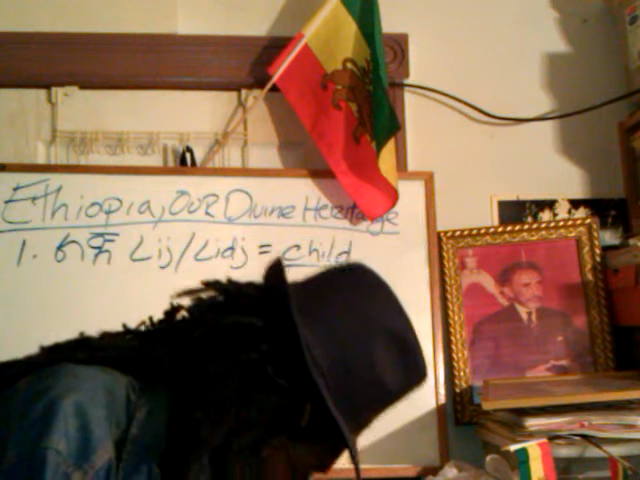 Ethiopia, Our Divine Heritage
1. ልጅ Lij/Lidj = child